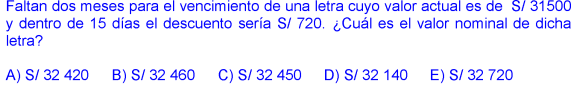 Faltan dos meses para el vencimiento de una letra cuyo valor actual es de S/ 31500
y dentro de 15 días el descuento sería S/ 720. ¿Cuál es el valor nominal de dicha
letra?
A) S/ 32 420 B) S/ 32 460 C) S/ 32 450 D) S/ 32 140 E) S/ 32 720